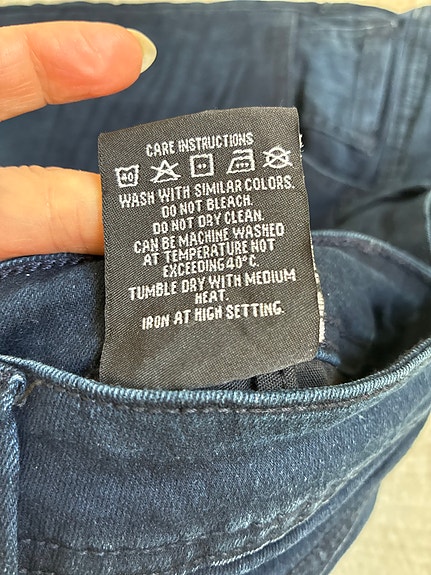 CARE INSTRUCTIONS
40
WASH WITH SIMILAR COLORS.
DO NOT BLEACH.
DO NOT DRY CLEAN.
CAN BE MACHINE WASHED
AT TEMPERATURE NOT
EXCEEDING 40°C.
TUMBLE DRY WITH MEDIUM
HEAT.
IRON AT HIGH SETTING.